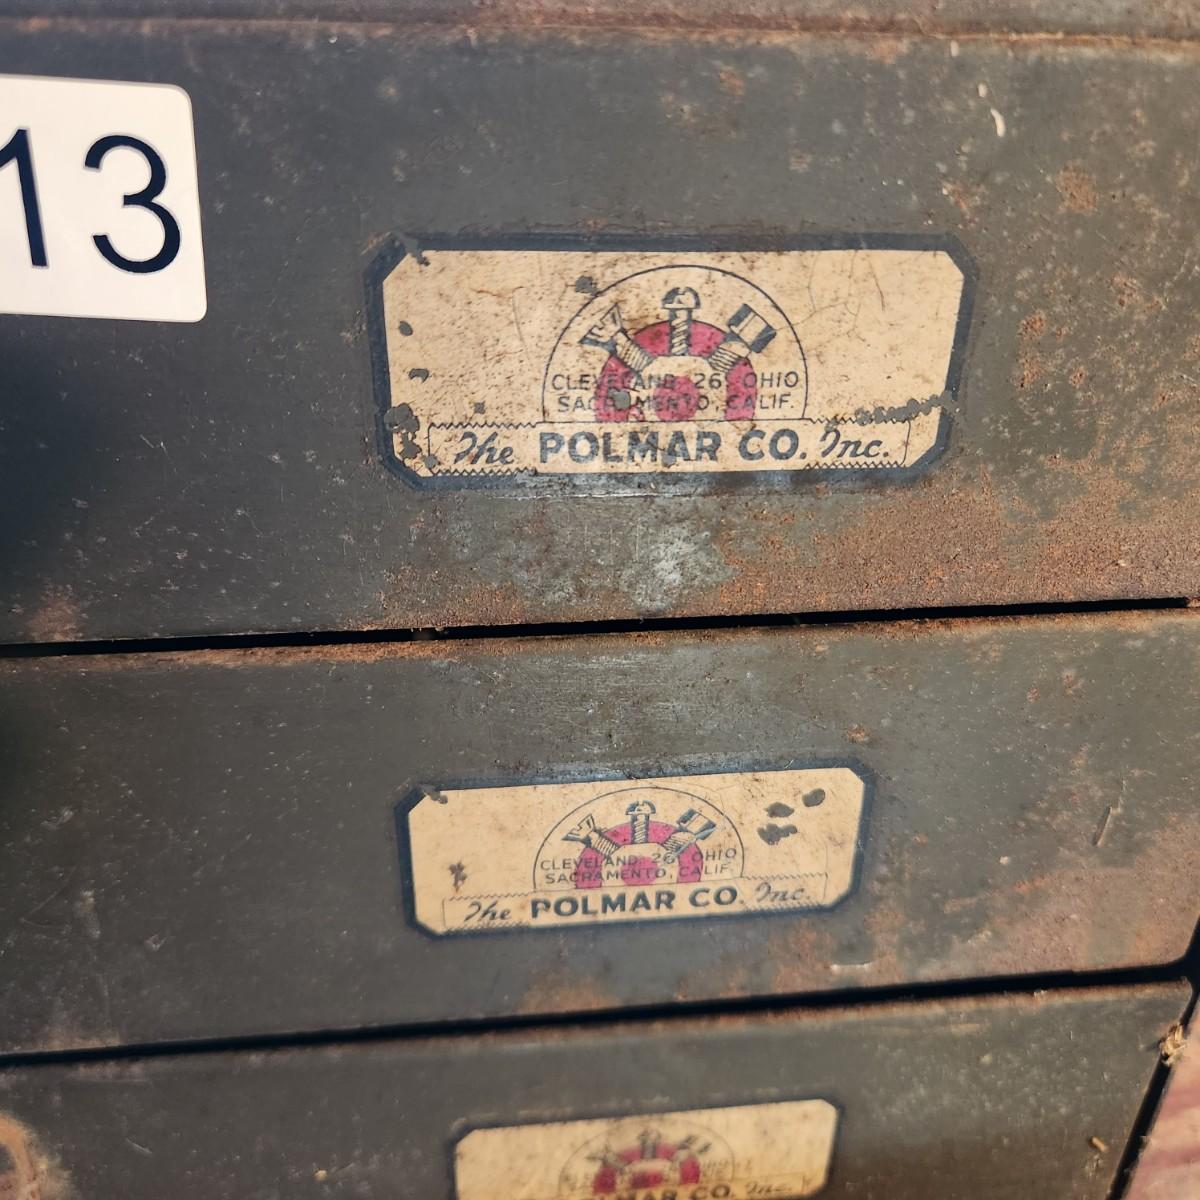 13
CLEVELAND 26, OHIO
SACRAMENTO, CALIF.
The POLMAR CO. Inc.
CLEVELAND 26, OHIO
SACRAMENTO, CALIF.
The POLMAR CO. Inc.
POLMAR CO. Inc.